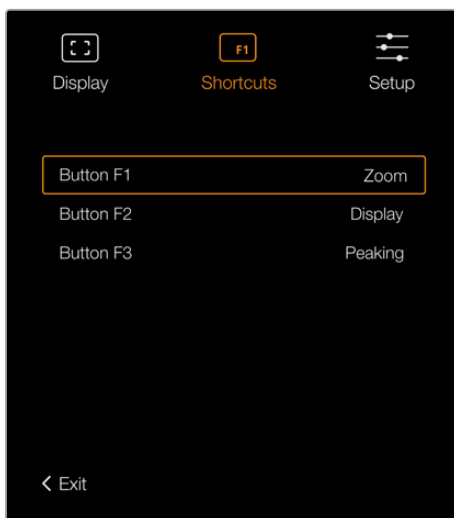 F1
Display Shortcuts Setup
Button F1 Zoom
Button F2 Display
Button F3 Peaking
Exit